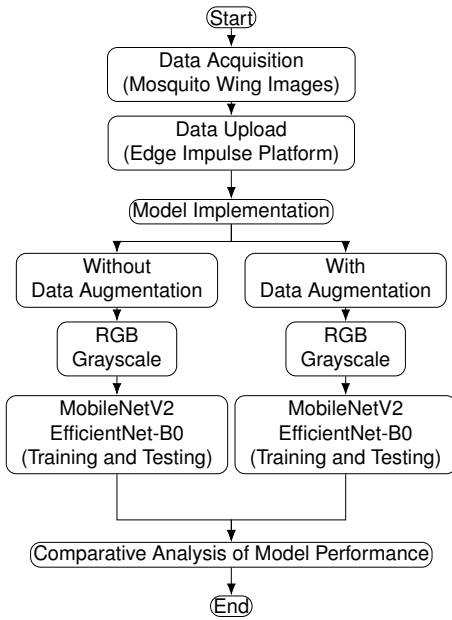 Start
Data Acquisition
(Mosquito Wing Images)
Data Upload
(Edge Impulse Platform)
Model Implementation
Without
Data Augmentation
With
Data Augmentation
RGB
Grayscale
RGB
Grayscale
MobileNetV2
EfficientNet-B0
(Training and Testing)
MobileNetV2
EfficientNet-B0
(Training and Testing)
Comparative Analysis of Model Performance
End